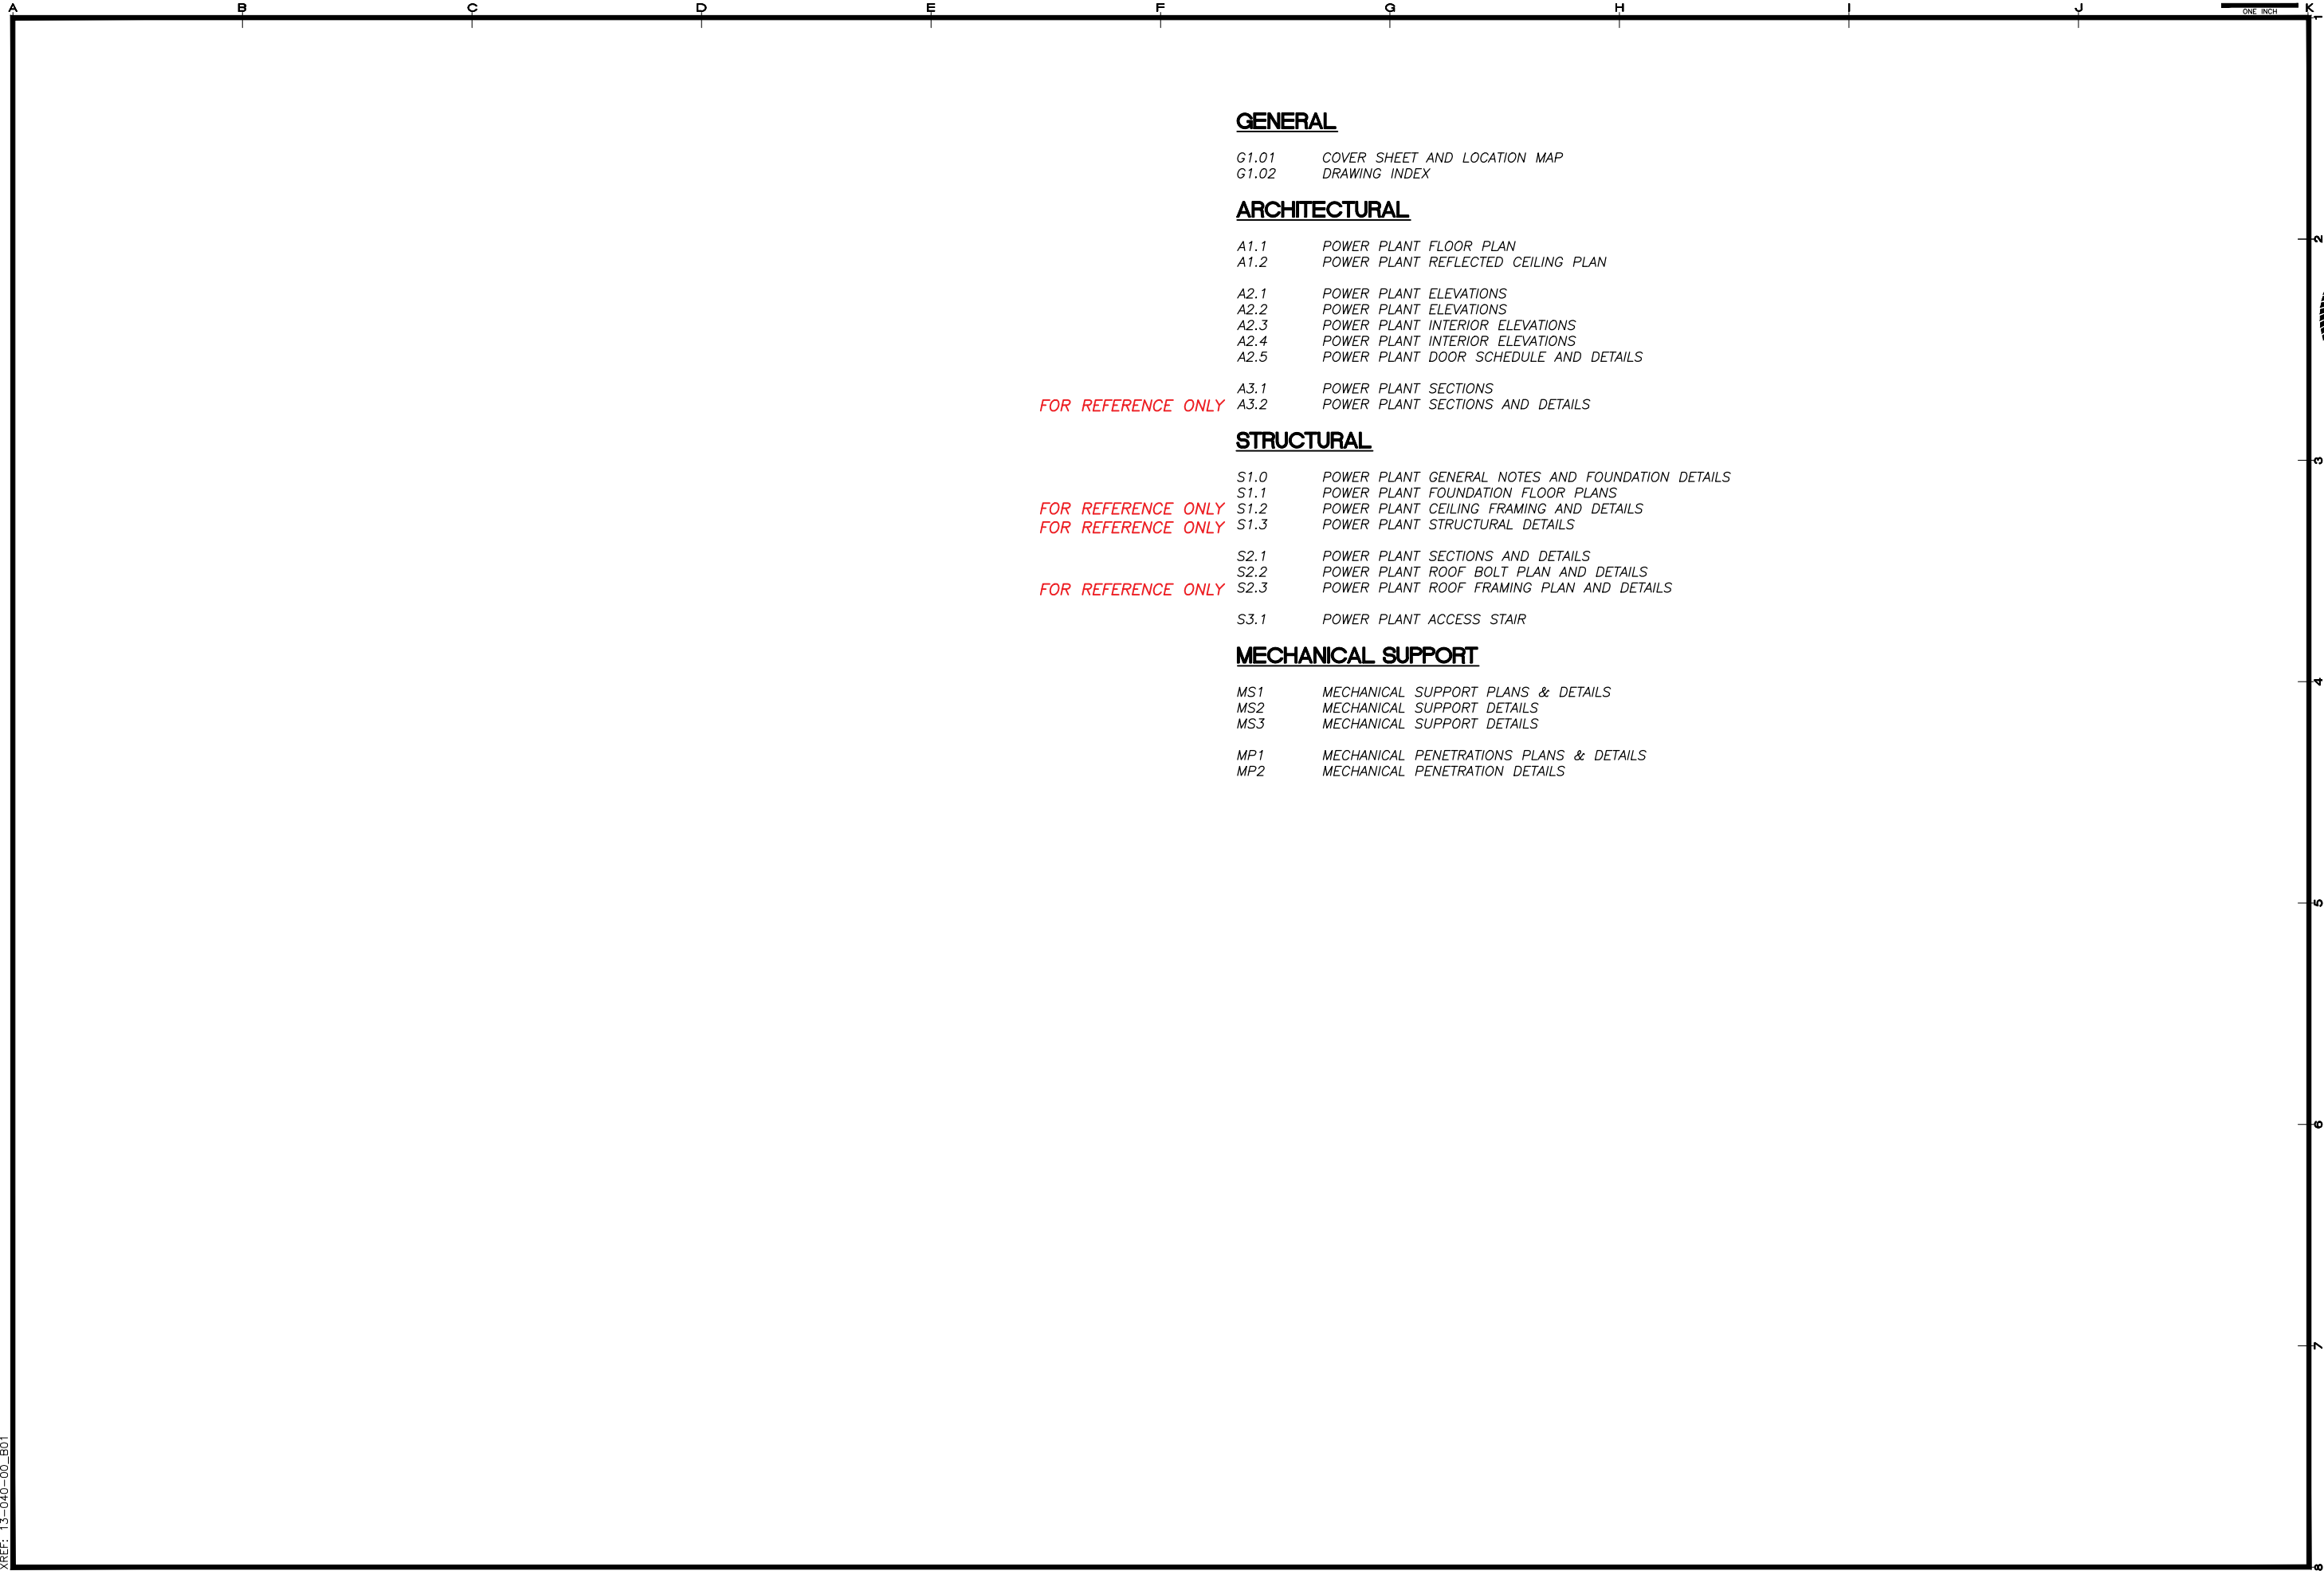 A B C D E F G H I J K
ONE INCH
1
GENERAL
G1.01 COVER SHEET AND LOCATION MAP
G1.02 DRAWING INDEX
ARCHITECTURAL
2
A1.1 POWER PLANT FLOOR PLAN
A1.2 POWER PLANT REFLECTED CEILING PLAN
A2.1 POWER PLANT ELEVATIONS
A2.2 POWER PLANT ELEVATIONS
A2.3 POWER PLANT INTERIOR ELEVATIONS
A2.4 POWER PLANT INTERIOR ELEVATIONS
A2.5 POWER PLANT DOOR SCHEDULE AND DETAILS
A3.1 POWER PLANT SECTIONS
FOR REFERENCE ONLY A3.2 POWER PLANT SECTIONS AND DETAILS
STRUCTURAL
3
S1.0 POWER PLANT GENERAL NOTES AND FOUNDATION DETAILS
S1.1 POWER PLANT FOUNDATION FLOOR PLANS
FOR REFERENCE ONLY S1.2 POWER PLANT CEILING FRAMING AND DETAILS
FOR REFERENCE ONLY S1.3 POWER PLANT STRUCTURAL DETAILS
S2.1 POWER PLANT SECTIONS AND DETAILS
S2.2 POWER PLANT ROOF BOLT PLAN AND DETAILS
FOR REFERENCE ONLY S2.3 POWER PLANT ROOF FRAMING PLAN AND DETAILS
S3.1 POWER PLANT ACCESS STAIR
MECHANICAL SUPPORT
4
MS1 MECHANICAL SUPPORT PLANS & DETAILS
MS2 MECHANICAL SUPPORT DETAILS
MS3 MECHANICAL SUPPORT DETAILS
MP1 MECHANICAL PENETRATIONS PLANS & DETAILS
MP2 MECHANICAL PENETRATION DETAILS
5
6
7
8
XREF: 13-040-00_B01